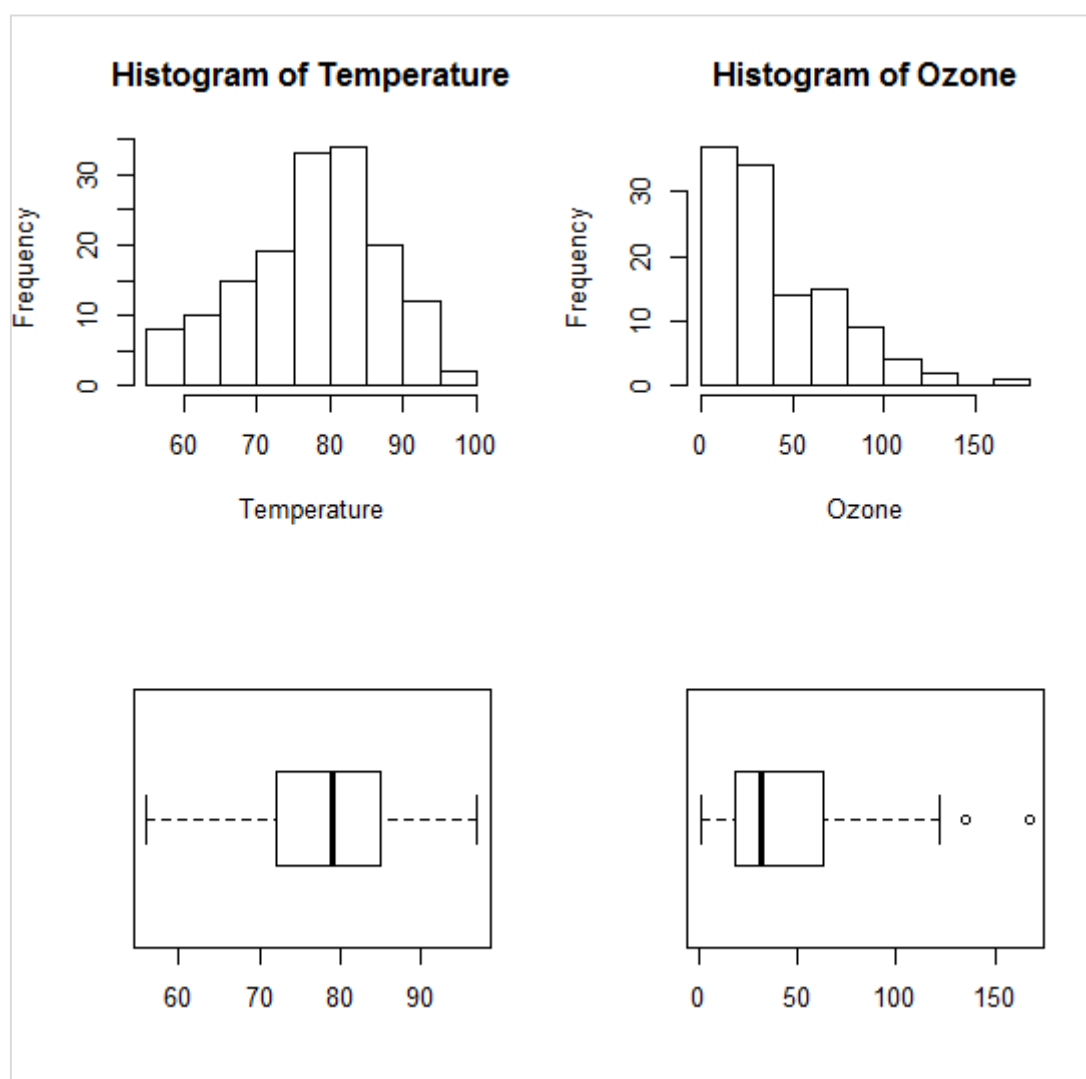 Histogram of Temperature
Frequency
0 10 20 30
60 70 80 90 100
Temperature
Histogram of Ozone
Frequency
0 10 20 30
0 50 100 150
Ozone
60 70 80 90
0 50 100 150